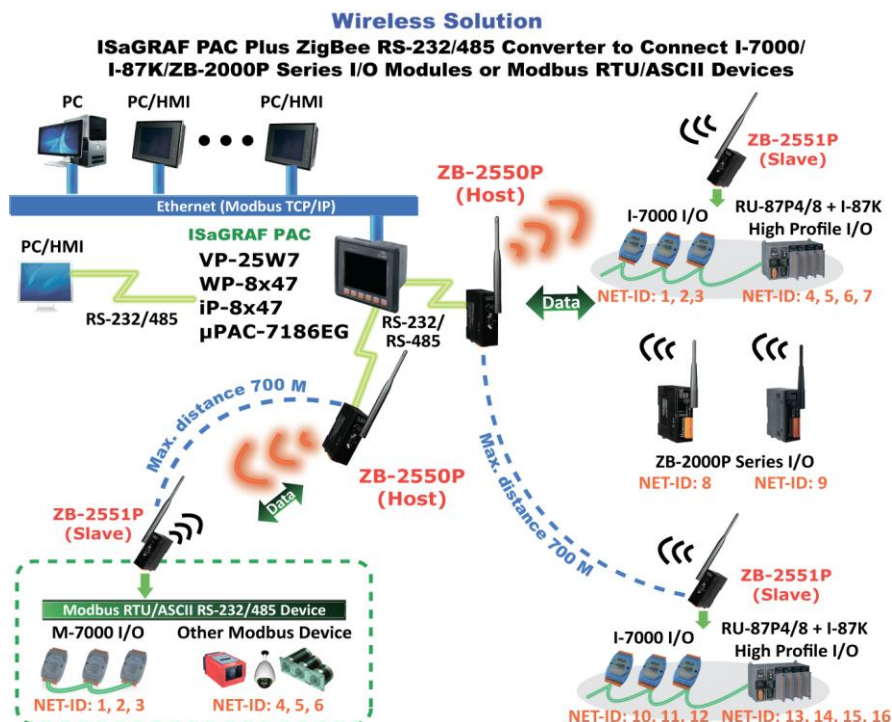 Wireless Solution
ISaGRAF PAC Plus ZigBee RS-232/485 Converter to Connect I-7000/
I-87K/ZB-2000P Series I/O Modules or Modbus RTU/ASCII Devices
PC
PC/HMI
PC/HMI
Ethernet (Modbus TCP/IP)
PC/HMI
RS-232/485
ISaGRAF PAC
VP-25W7
WP-8x47
iP-8x47
µPAC-7186EG
RS-232/
RS-485
ZB-2550P
(Host)
Data
ZB-2551P
(Slave)
I-7000 I/O
RU-87P4/8 + I-87K
High Profile I/O
NET-ID: 1, 2,3
NET-ID: 4, 5, 6, 7
ZB-2000P Series I/O
NET-ID: 8
NET-ID: 9
Max. distance 700 M
ZB-2551P
(Slave)
I-7000 I/O
RU-87P4/8 + I-87K
High Profile I/O
NET-ID: 10, 11, 12
NET-ID: 13, 14, 15, 16
Max. distance 700 M
ZB-2550P
(Host)
Data
ZB-2551P
(Slave)
Modbus RTU/ASCII RS-232/485 Device
M-7000 I/O
Other Modbus Device
NET-ID: 1, 2, 3
NET-ID: 4, 5, 6